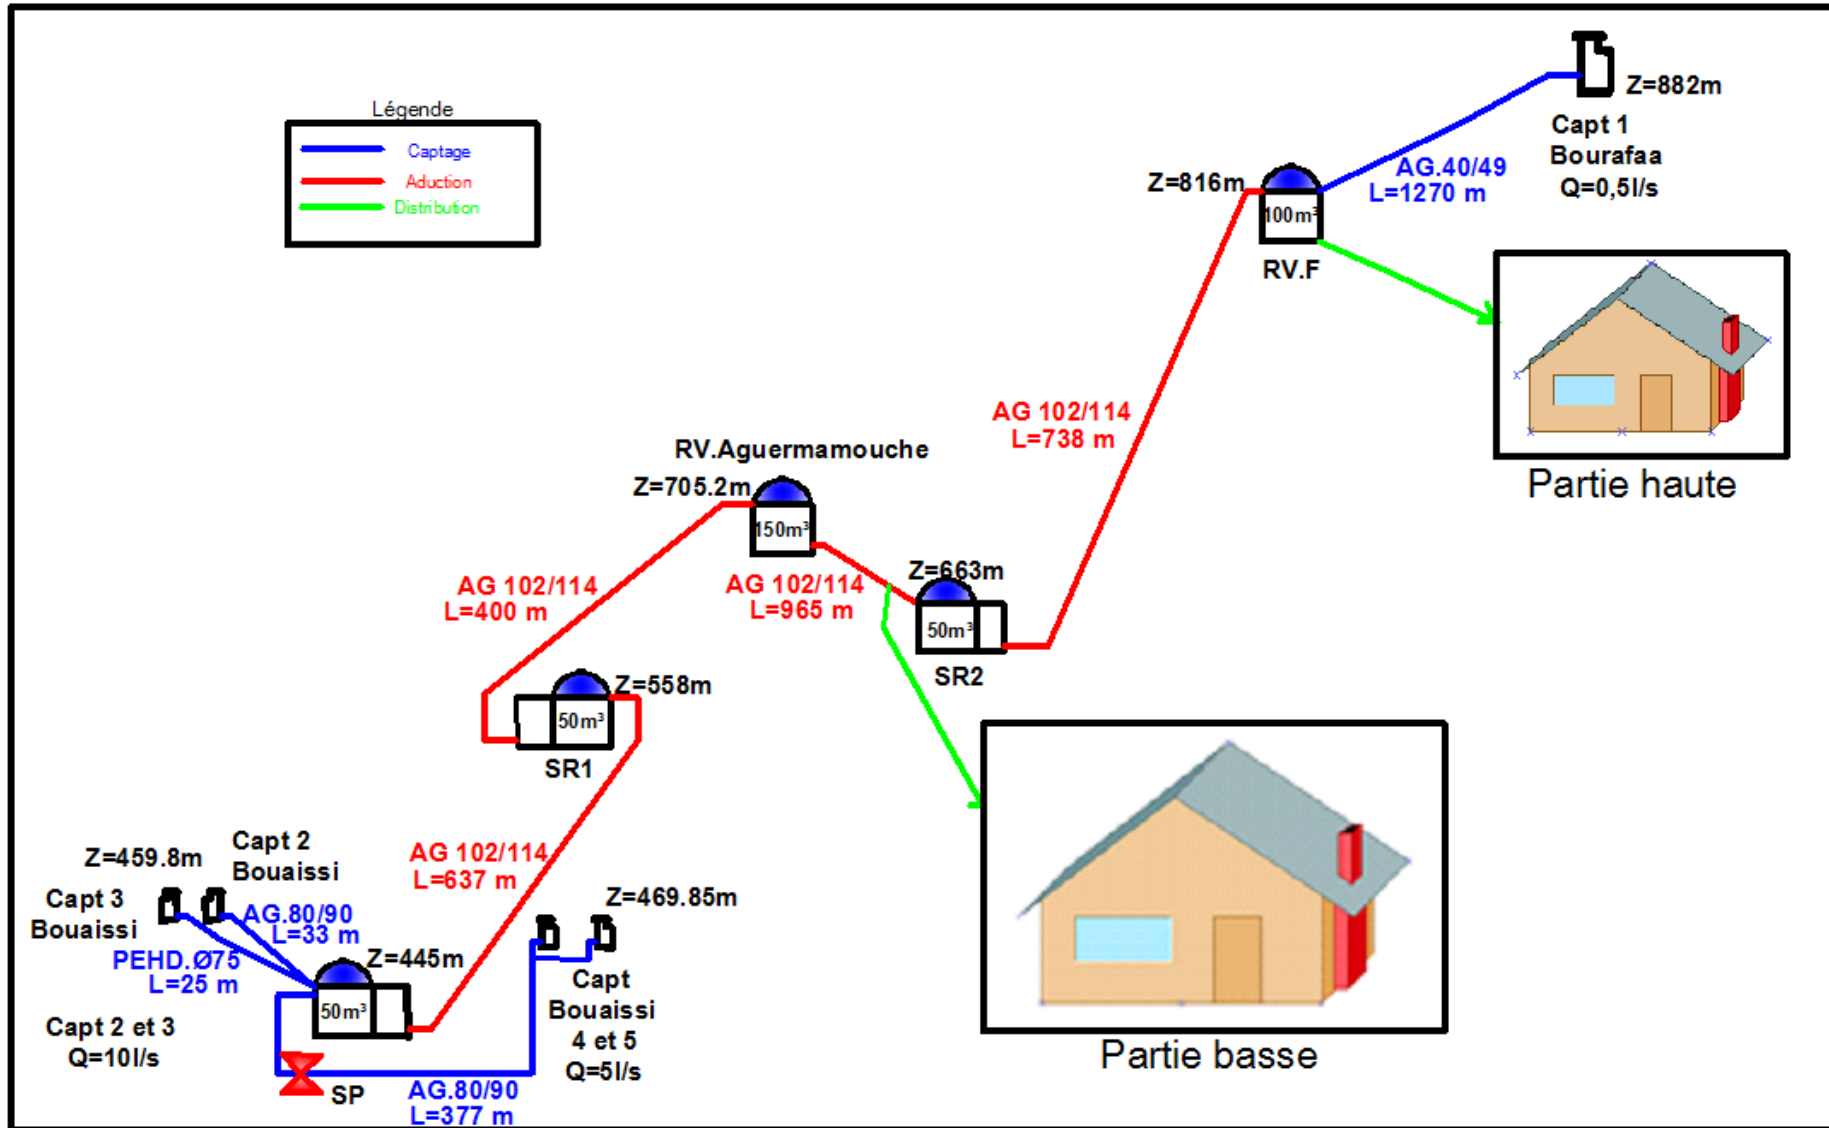 Légende
Captage
Aduction
Distribution
Z=882m
Capt 1
Bourafaa
Q=0,5l/s
AG.40/49
L=1270 m
Z=816m
100m³
RV.F
Partie haute
AG 102/114
L=738 m
RV.Aguermamouche
Z=705.2m
150m³
AG 102/114
L=400 m
AG 102/114
L=965 m
Z=663m
50m³
SR2
Z=558m
50m³
SR1
Partie basse
AG 102/114
L=637 m
Z=459.8m
Capt 2
Bouaissi
Capt 3
Bouaissi
AG.80/90
L=33 m
PEHD.Ø75
L=25 m
Z=445m
50m³
Capt 2 et 3
Q=10l/s
Z=469.85m
Capt
Bouaissi
4 et 5
Q=5l/s
SP
AG.80/90
L=377 m